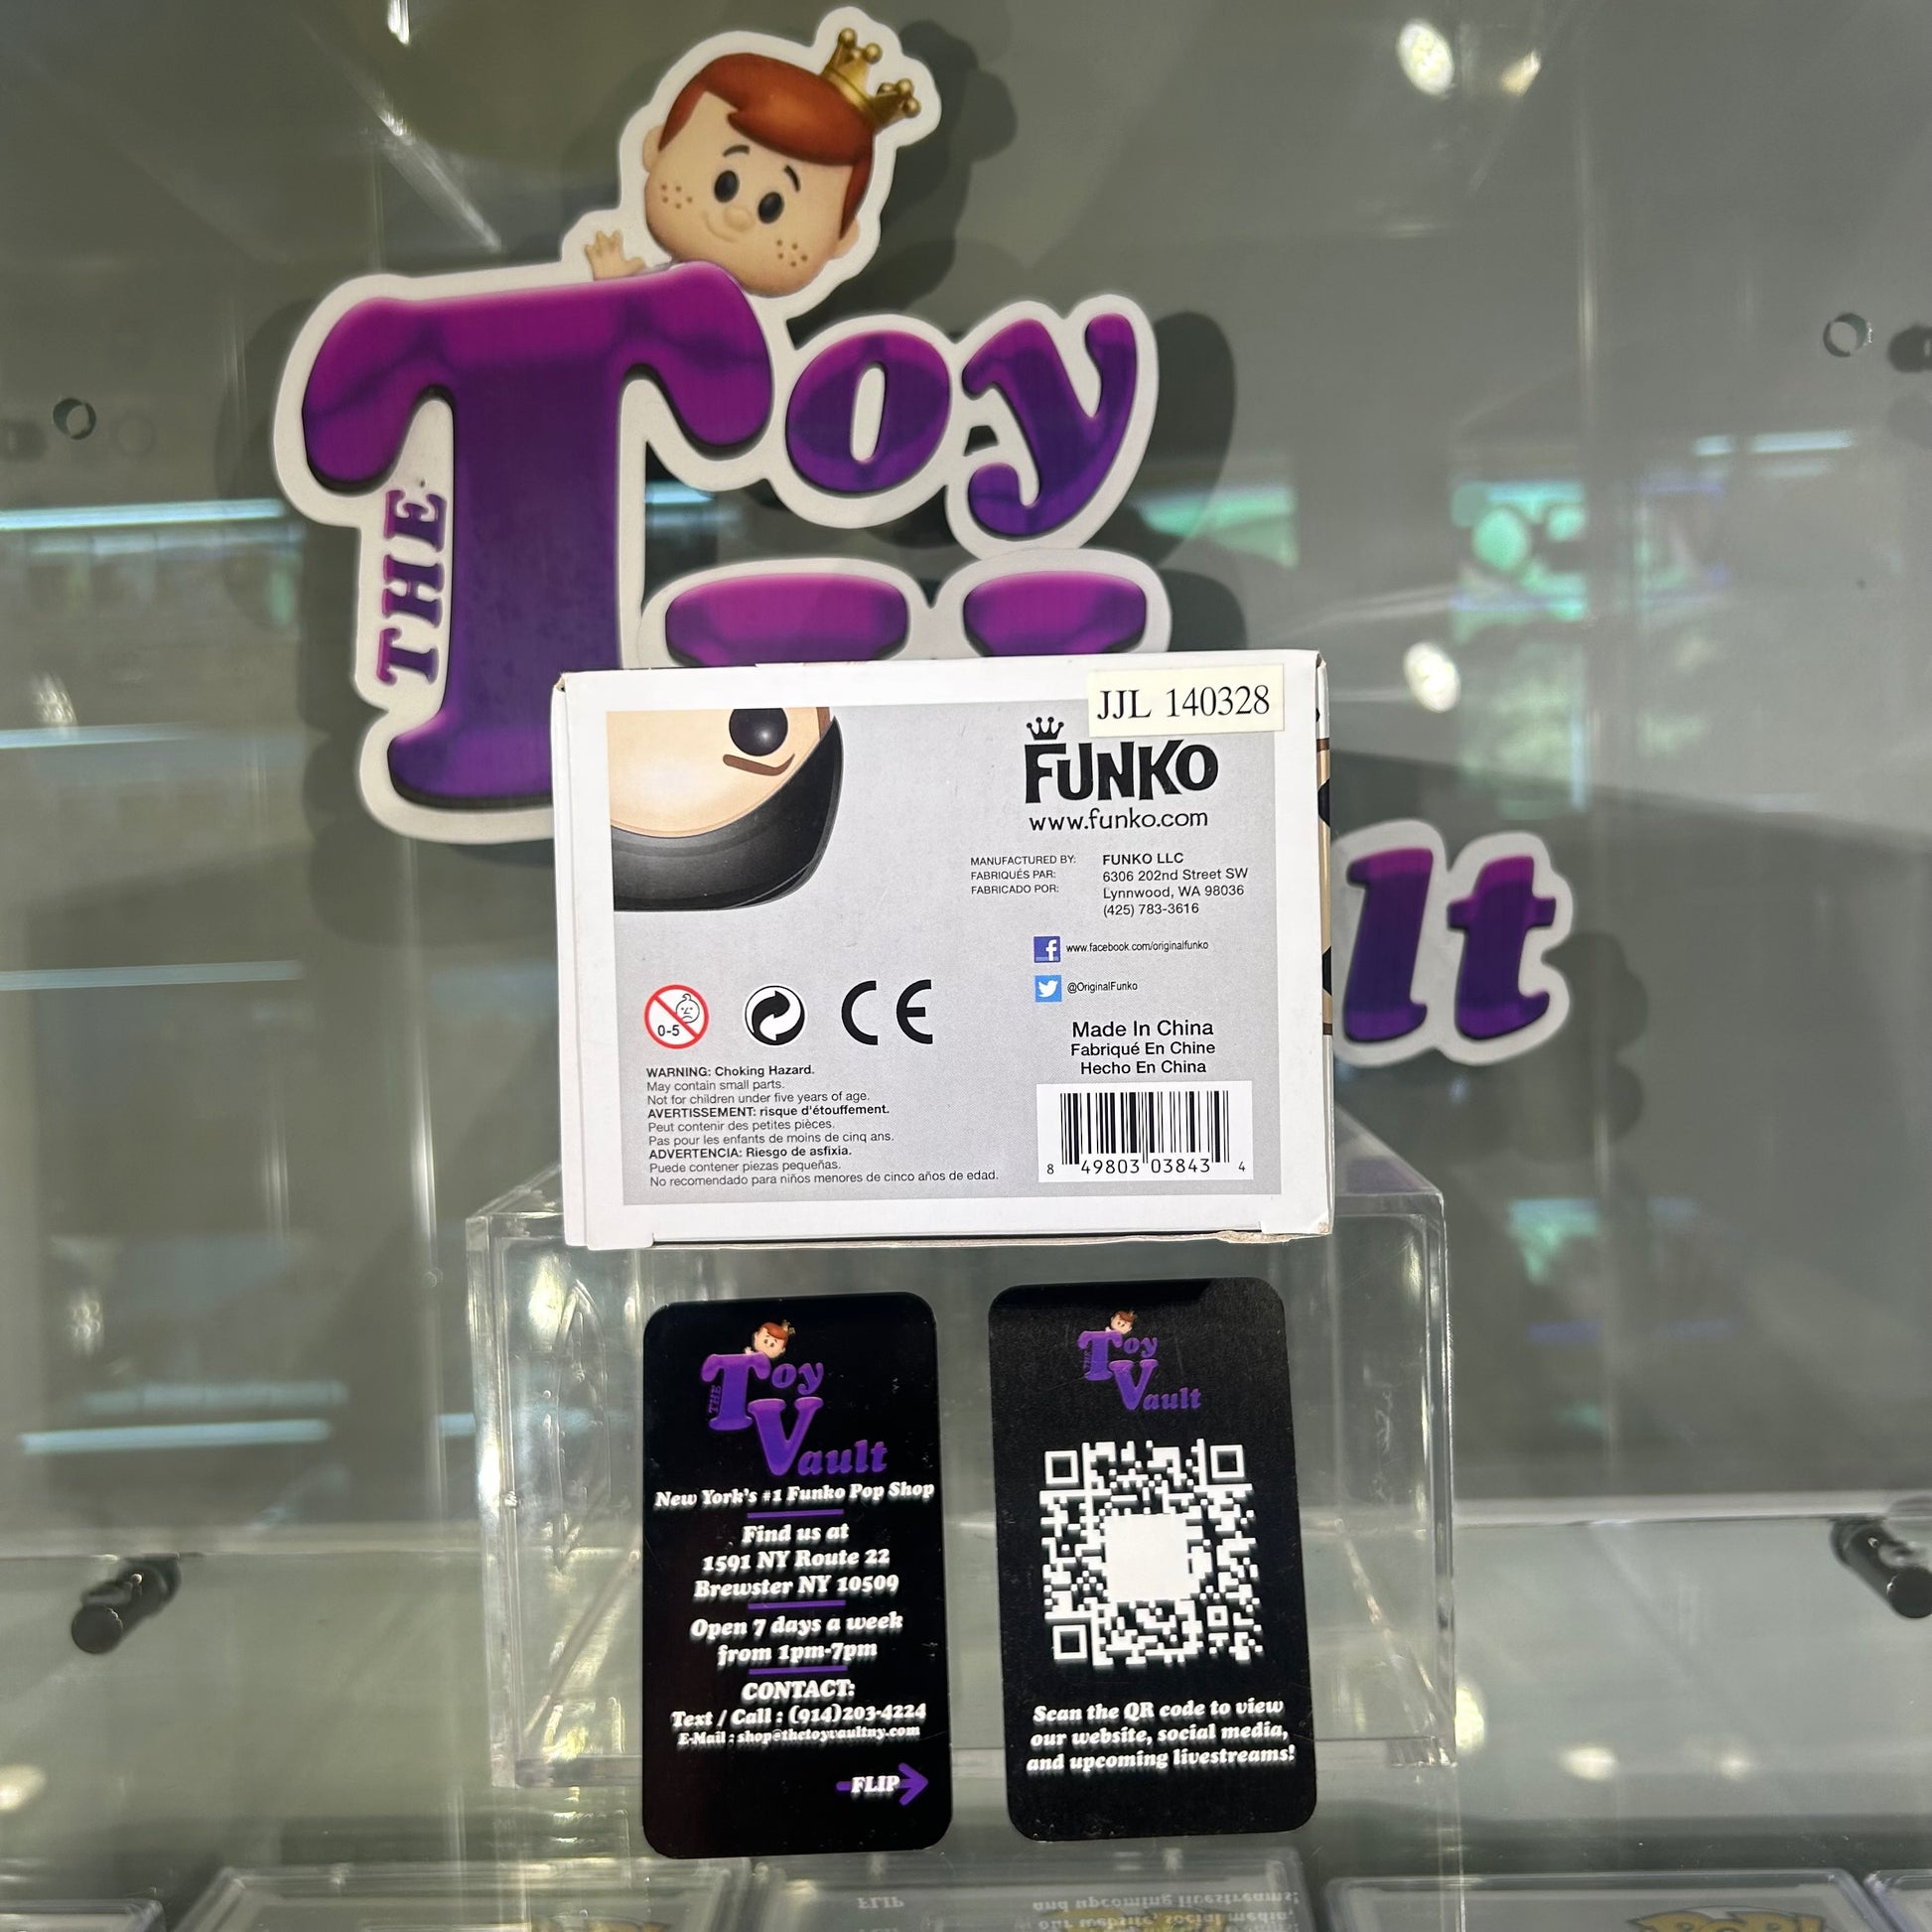 THE Toy
lt
JJL 140328
FUNKO
www.funko.com
MANUFACTURED BY: FUNKO LLC
FABRIQUÉS PAR: 6306 202nd Street SW
FABRICADO POR: Lynnwood, WA 98036
(425) 783-3616
f www.facebook.com/originalfunko
@OriginalFunko
0-5
CE
Made In China
Fabriqué En Chine
Hecho En China
WARNING: Choking Hazard.
May contain small parts.
Not for children under five years of age.
AVERTISSEMENT: risque d'étouffement.
Peut contenir des petites pièces.
Pas pour les enfants de moins de cinq ans.
ADVERTENCIA: Riesgo de asfixia.
Puede contener piezas pequeñas.
No recomendado para niños menores de cinco años de edad.
8 49803 03843 4
THE Toy
Vault
New York's #1 Funko Pop Shop
Find us at
1591 NY Route 22
Brewster NY 10509
Open 7 days a week
from 1pm-7pm
CONTACT:
Text / Call : (914)203-4224
E-Mail : shop@thetoyvaultny.com
FLIP
THE Toy
Vault
Scan the QR code to view
our website, social media,
and upcoming livestreams!